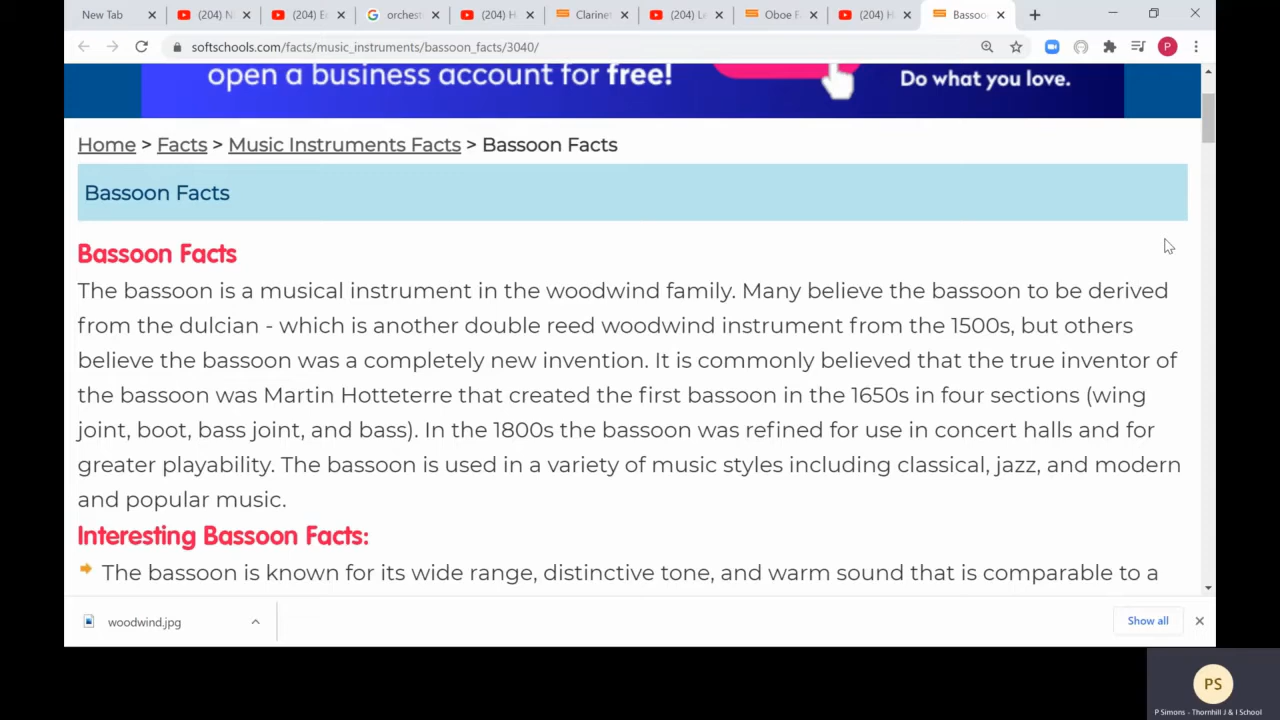 New Tab
(204) N
(204) E
orchest
(204) H
Clarine
(204) L
Oboe F
(204) H
Bassoo
softschools.com/facts/music_instruments/bassoon_facts/3040/
P
open a business account for free!
Do what you love.
Home > Facts > Music Instruments Facts > Bassoon Facts
Bassoon Facts
Bassoon Facts
The bassoon is a musical instrument in the woodwind family. Many believe the bassoon to be derived
from the dulcian - which is another double reed woodwind instrument from the 1500s, but others
believe the bassoon was a completely new invention. It is commonly believed that the true inventor of
the bassoon was Martin Hotteterre that created the first bassoon in the 1650s in four sections (wing
joint, boot, bass joint, and bass). In the 1800s the bassoon was refined for use in concert halls and for
greater playability. The bassoon is used in a variety of music styles including classical, jazz, and modern
and popular music.
Interesting Bassoon Facts:
The bassoon is known for its wide range, distinctive tone, and warm sound that is comparable to a
woodwind.jpg
Show all
PS
P Simons - Thornhill J & I School